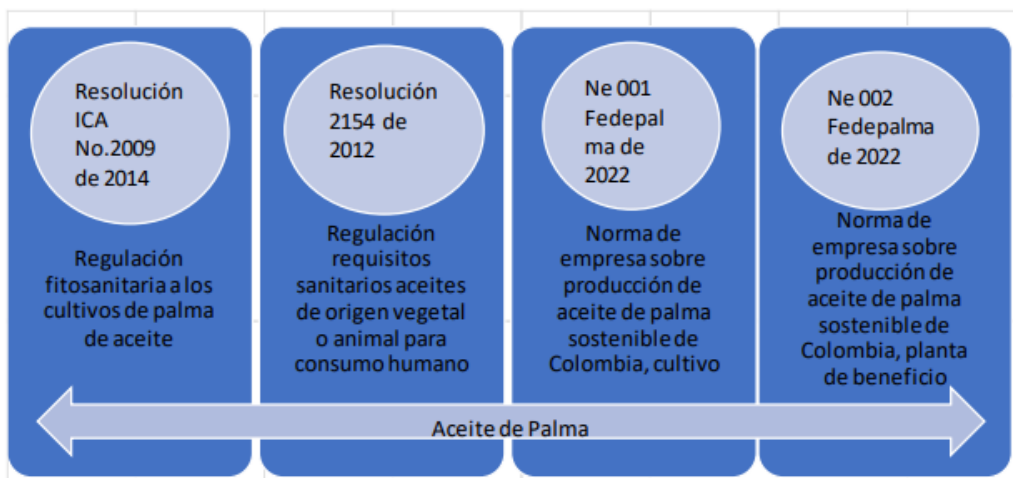 Resolución
ICA
No.2009
de 2014
Regulación
fitosanitaria a los
cultivos de palma
de aceite
Resolución
2154 de
2012
Regulación
requisitos
sanitarios aceites
de origen vegetal
o animal para
consumo humano
Ne 001
Fedepal
ma de
2022
Norma de
empresa sobre
producción de
aceite de palma
sostenible de
Colombia, cultivo
Ne 002
Fedepalma
de 2022
Norma de
empresa sobre
producción de
aceite de palma
sostenible de
Colombia, planta
de beneficio
Aceite de Palma